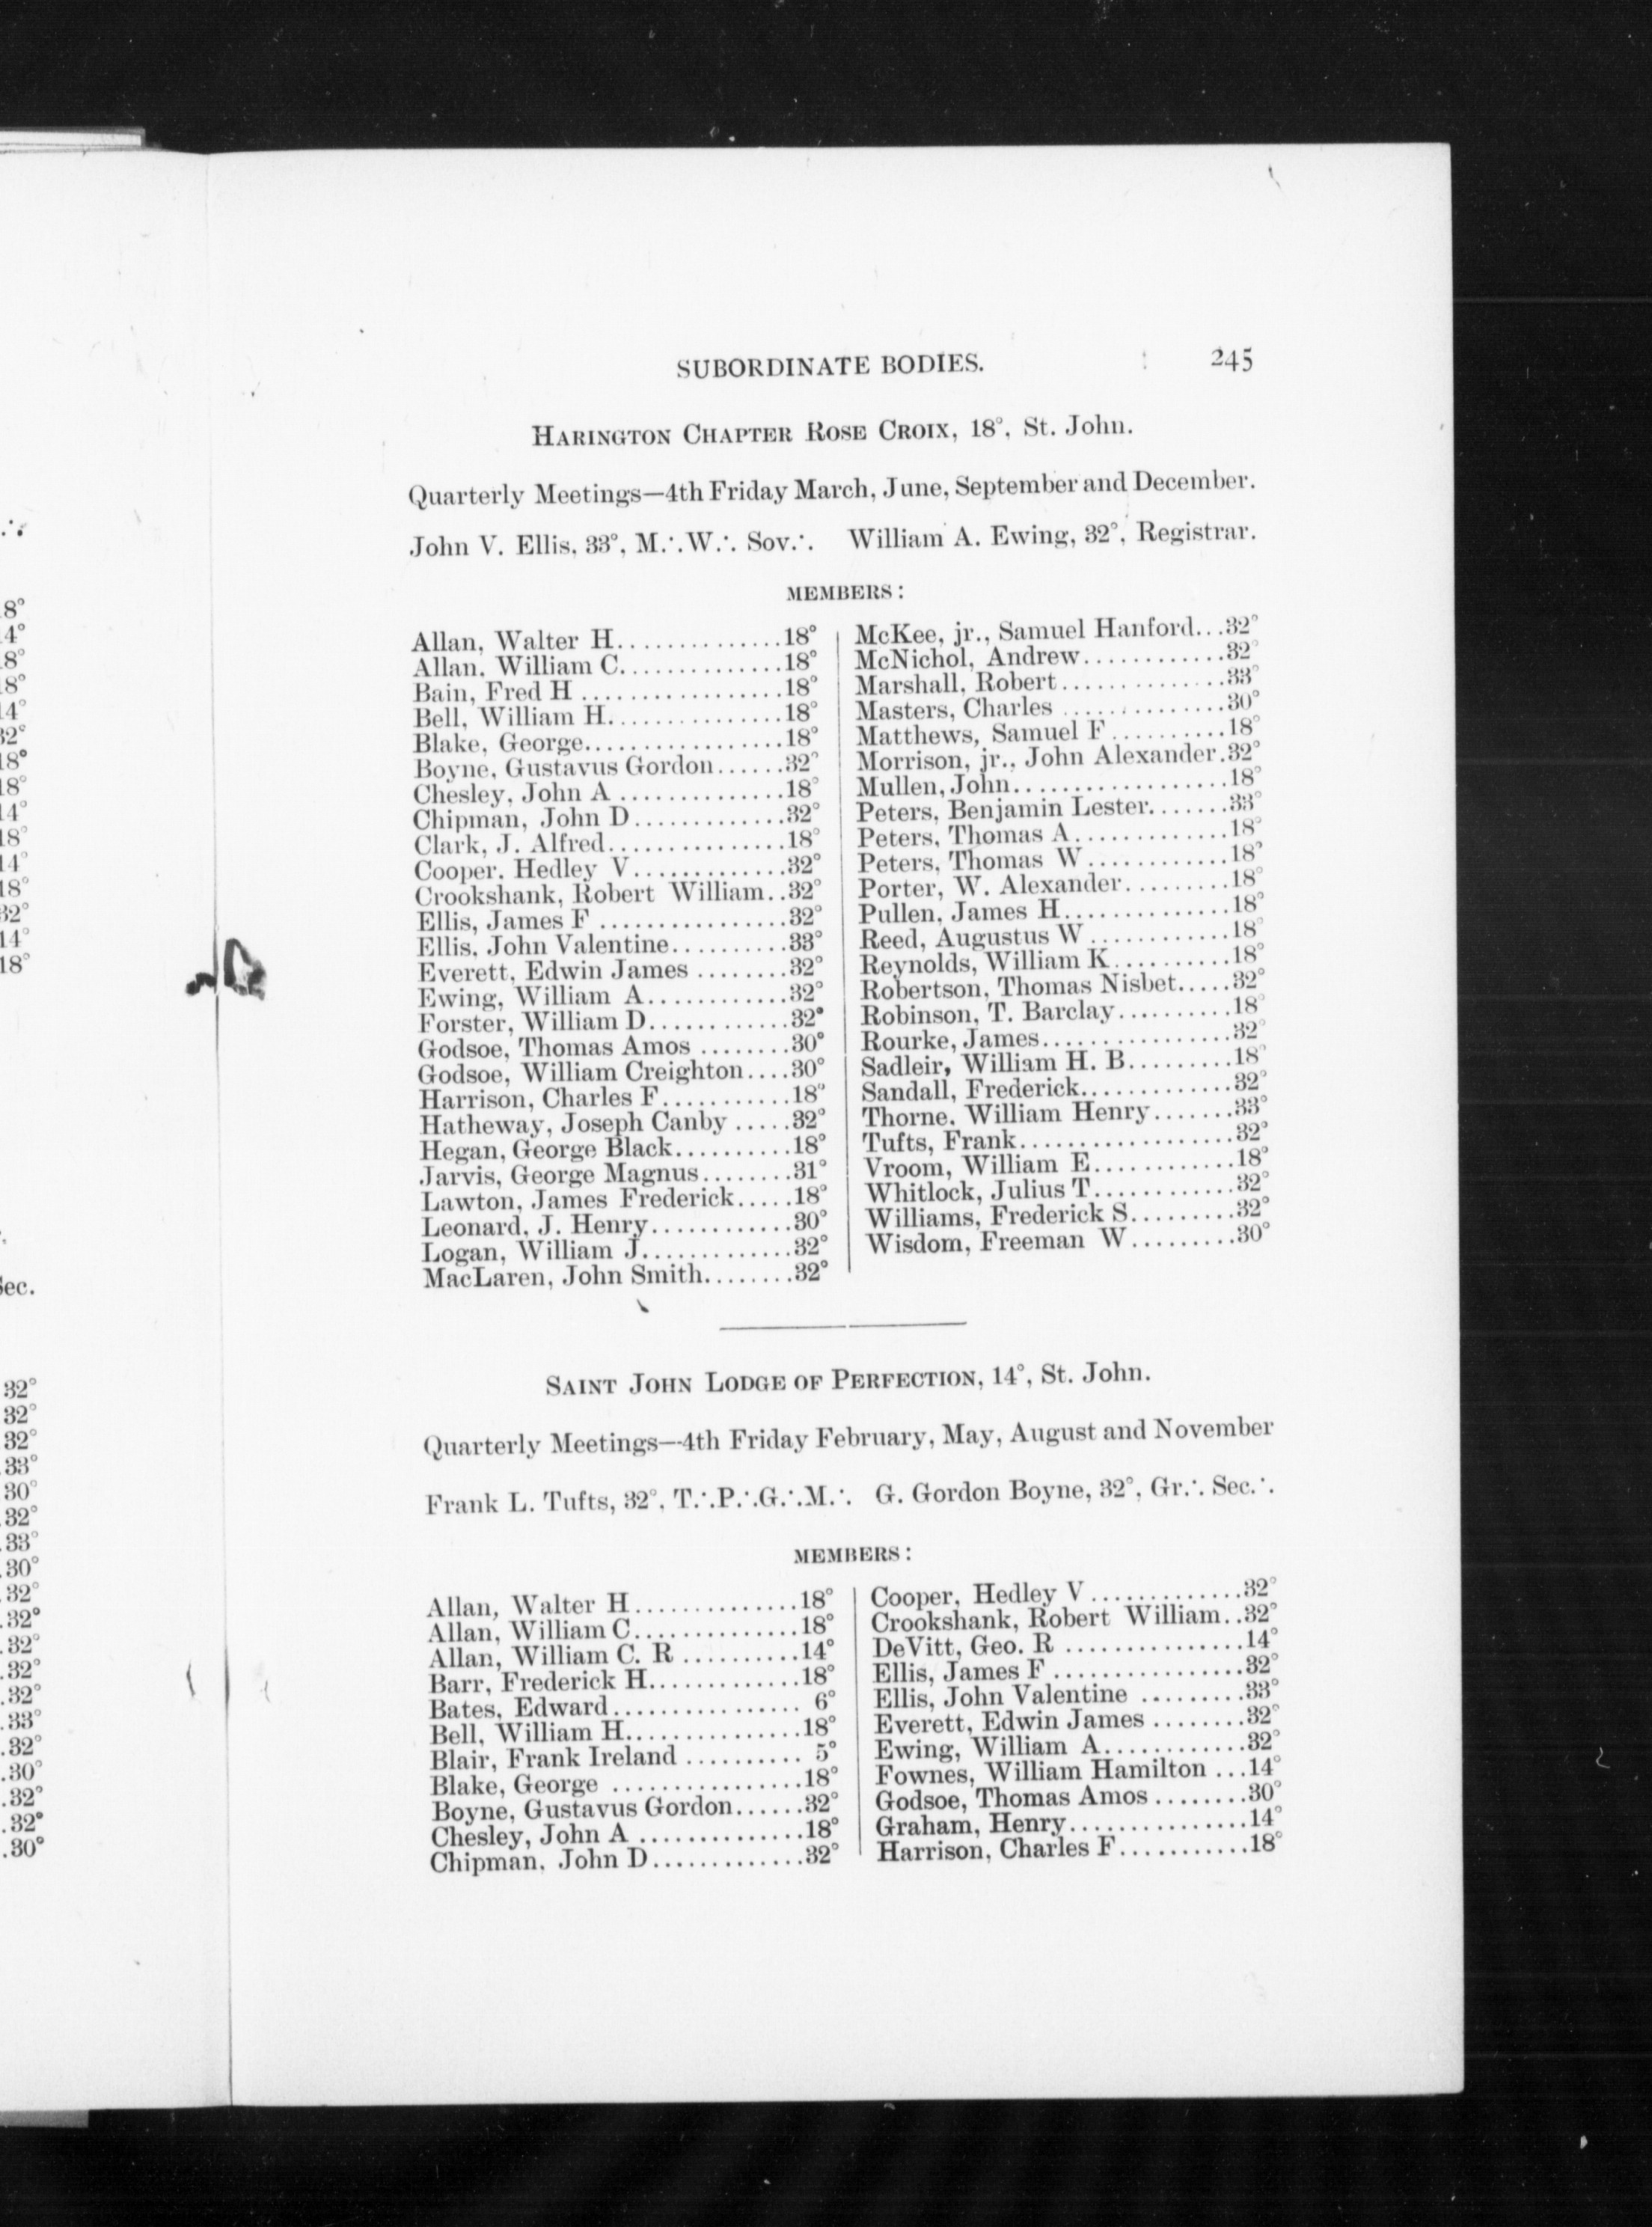 SUBORDINATE BODIES. 245
HARINGTON CHAPTER ROSE CROIX, 18°, St. John.
Quarterly Meetings—4th Friday March, June, September and December.
John V. Ellis, 33°, M∴W∴ Sov∴ William A. Ewing, 32°, Registrar.
MEMBERS:
Allan, Walter H..............18°
Allan, William C..............18°
Bain, Fred H .................18°
Bell, William H...............18°
Blake, George.................18°
Boyne, Gustavus Gordon......32°
Chesley, John A ..............18°
Chipman, John D.............32°
Clark, J. Alfred...............18°
Cooper. Hedley V.............32°
Crookshank, Robert William..32°
Ellis, James F ................32°
Ellis, John Valentine..........33°
Everett, Edwin James ........32°
Ewing, William A............32°
Forster, William D............32°
Godsoe, Thomas Amos ........30°
Godsoe, William Creighton....30°
Harrison, Charles F...........18°
Hatheway, Joseph Canby .....32°
Hegan, George Black..........18°
Jarvis, George Magnus........31°
Lawton, James Frederick.....18°
Leonard, J. Henry............30°
Logan, William J.............32°
MacLaren, John Smith........32°
McKee, jr., Samuel Hanford...32°
McNichol, Andrew............32°
Marshall, Robert..............33°
Masters, Charles ..............30°
Matthews, Samuel F..........18°
Morrison, jr., John Alexander.32°
Mullen, John...................18°
Peters, Benjamin Lester.......33°
Peters, Thomas A.............18°
Peters, Thomas W............18°
Porter, W. Alexander.........18°
Pullen, James H..............18°
Reed, Augustus W............18°
Reynolds, William K..........18°
Robertson, Thomas Nisbet.....32°
Robinson, T. Barclay..........18°
Rourke, James................32°
Sadleir, William H. B.........18°
Sandall, Frederick.............32°
Thorne, William Henry.......33°
Tufts, Frank...................32°
Vroom, William E............18°
Whitlock, Julius T............32°
Williams, Frederick S.........32°
Wisdom, Freeman W.........30°
SAINT JOHN LODGE OF PERFECTION, 14°, St. John.
Quarterly Meetings—4th Friday February, May, August and November
Frank L. Tufts, 32°, T∴P∴G∴M∴ G. Gordon Boyne, 32°, Gr∴ Sec∴
MEMBERS:
Allan, Walter H..............18°
Allan, William C..............18°
Allan, William C. R ..........14°
Barr, Frederick H.............18°
Bates, Edward................. 6°
Bell, William H...............18°
Blair, Frank Ireland .......... 5°
Blake, George ................18°
Boyne, Gustavus Gordon......32°
Chesley, John A ..............18°
Chipman, John D.............32°
Cooper, Hedley V.............32°
Crookshank, Robert William..32°
DeVitt, Geo. R ...............14°
Ellis, James F ................32°
Ellis, John Valentine .........33°
Everett, Edwin James ........32°
Ewing, William A............32°
Fownes, William Hamilton ...14°
Godsoe, Thomas Amos ........30°
Graham, Henry...............14°
Harrison, Charles F...........18°